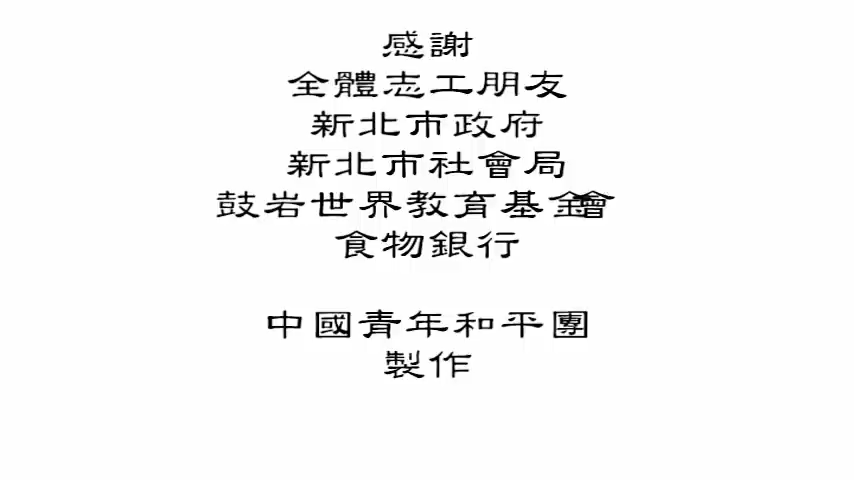 感謝
全體志工朋友
新北市政府
新北市社會局
鼓岩世界教育基金會
食物銀行
中國青年和平團
製作